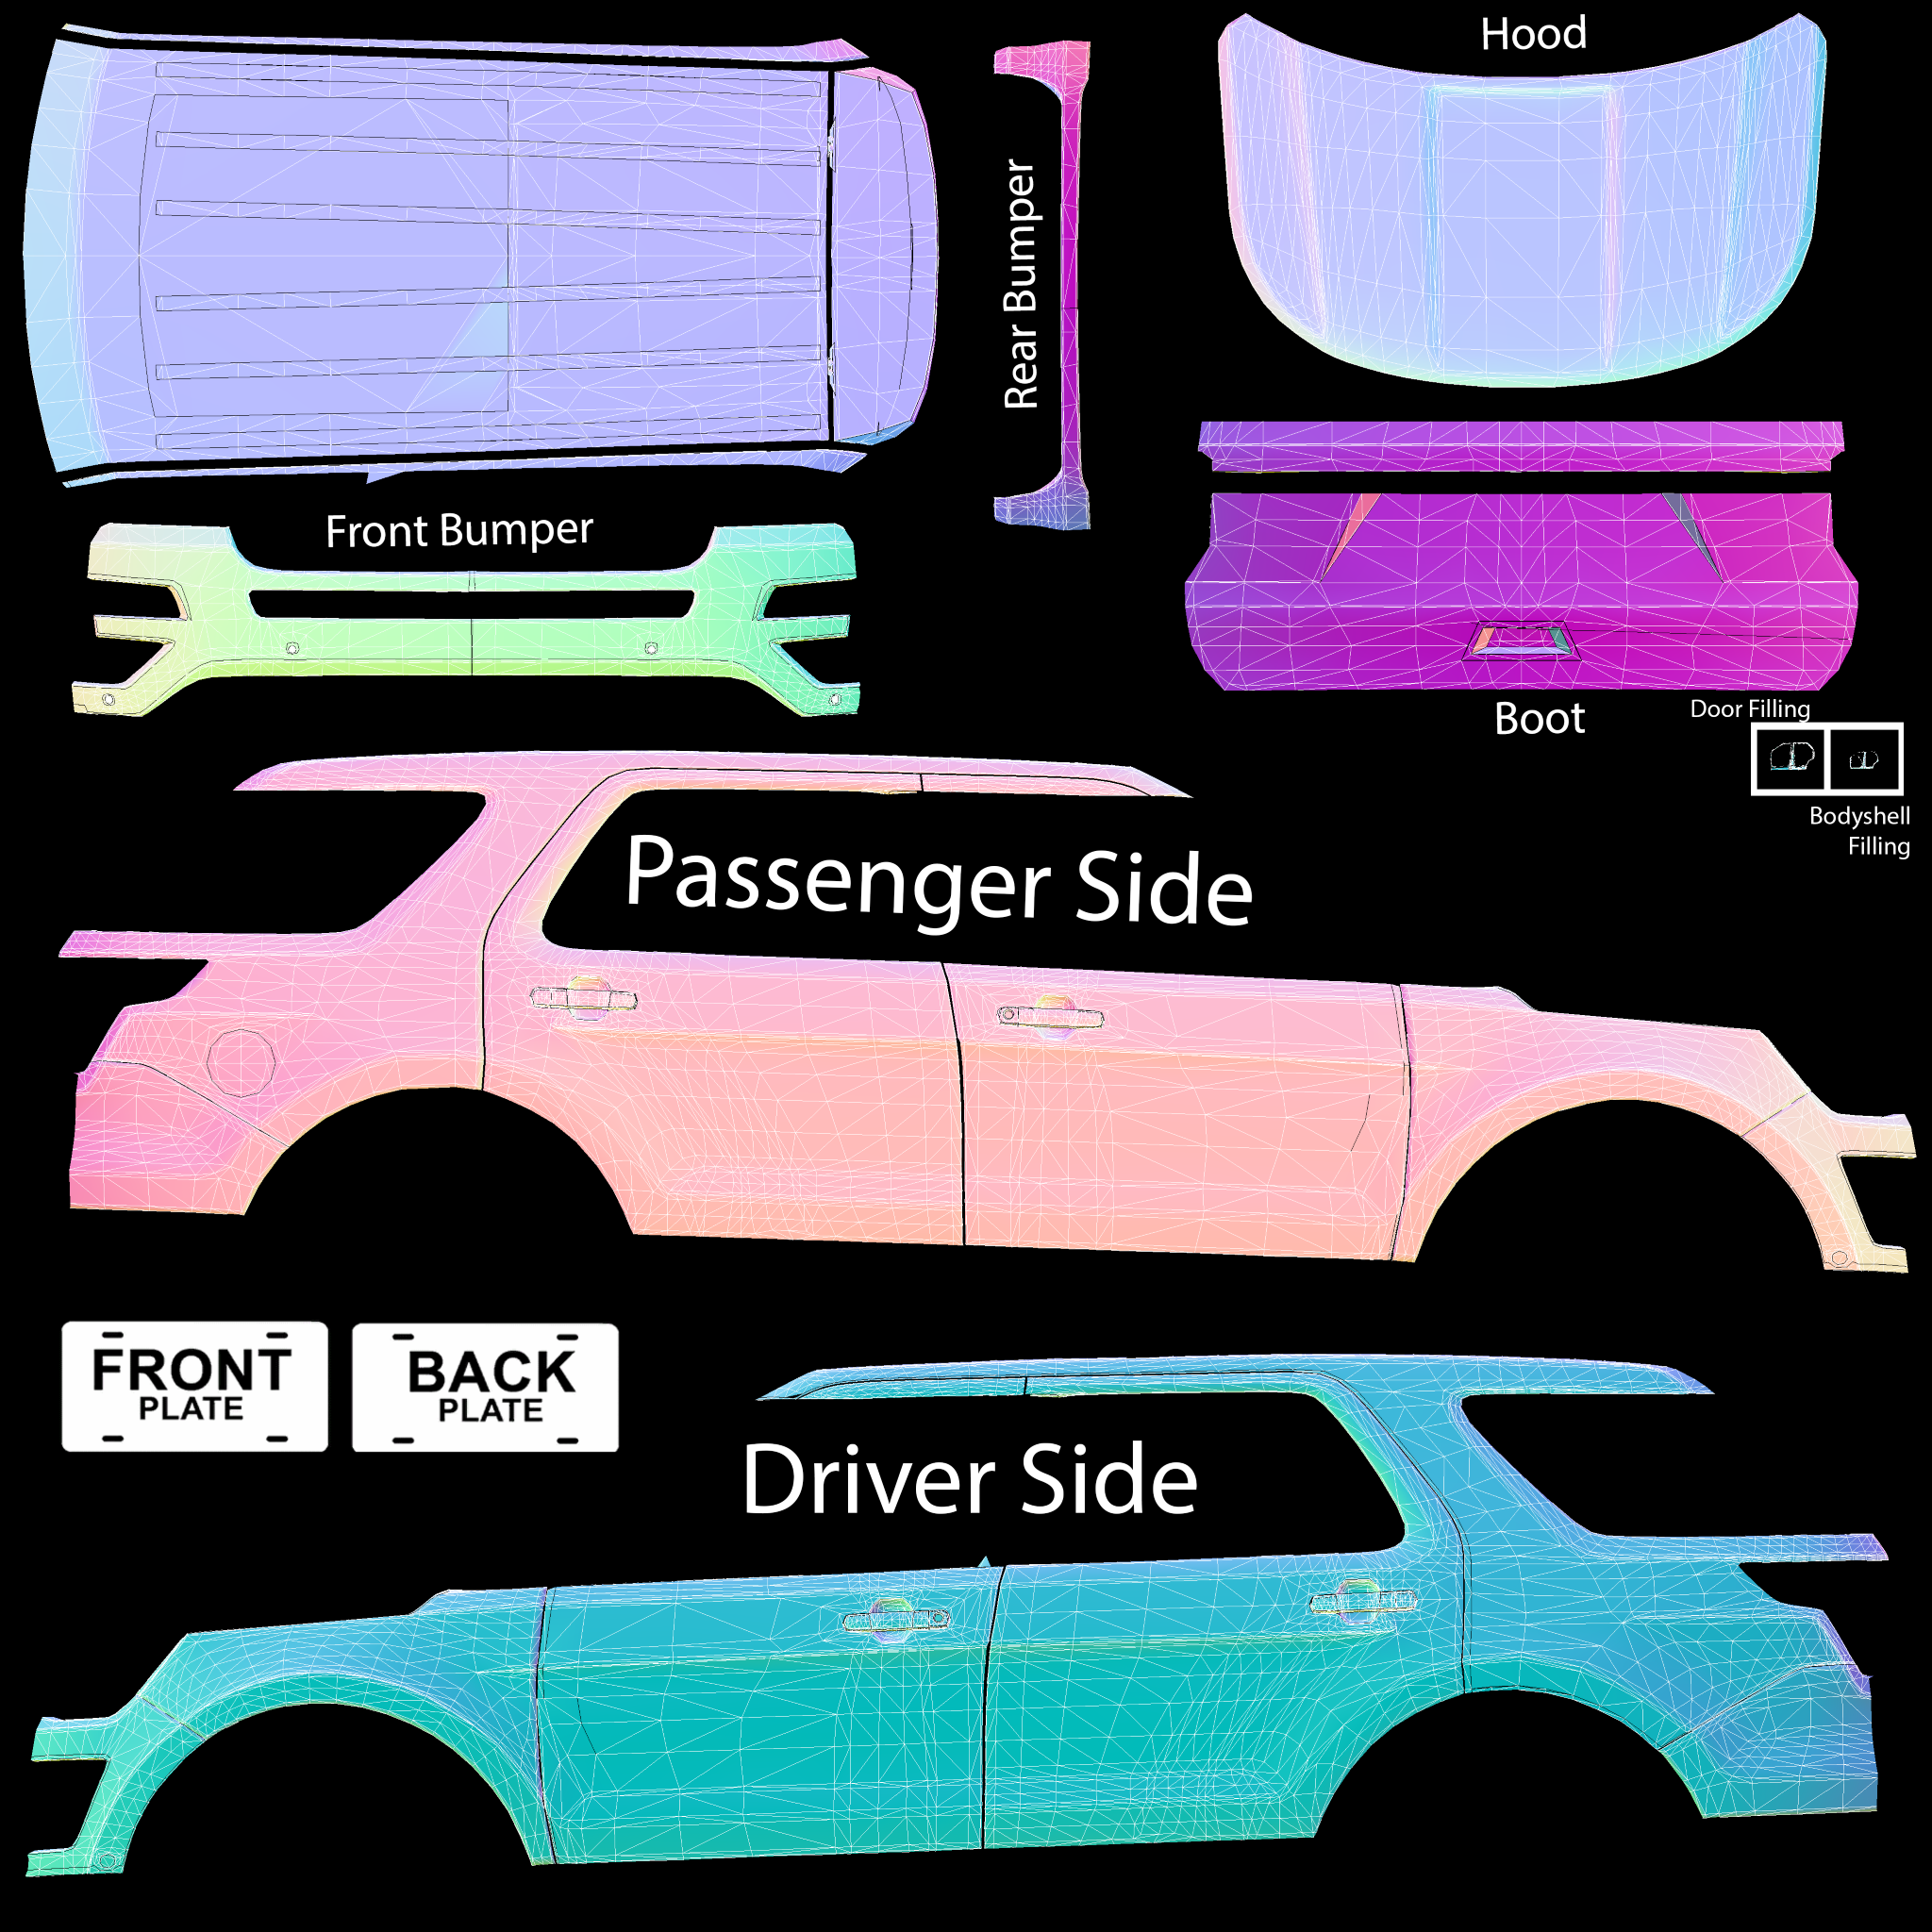 Hood
Rear Bumper
Front Bumper
Boot
Door Filling
Bodyshell
Filling
Passenger Side
FRONT
PLATE
BACK
PLATE
Driver Side